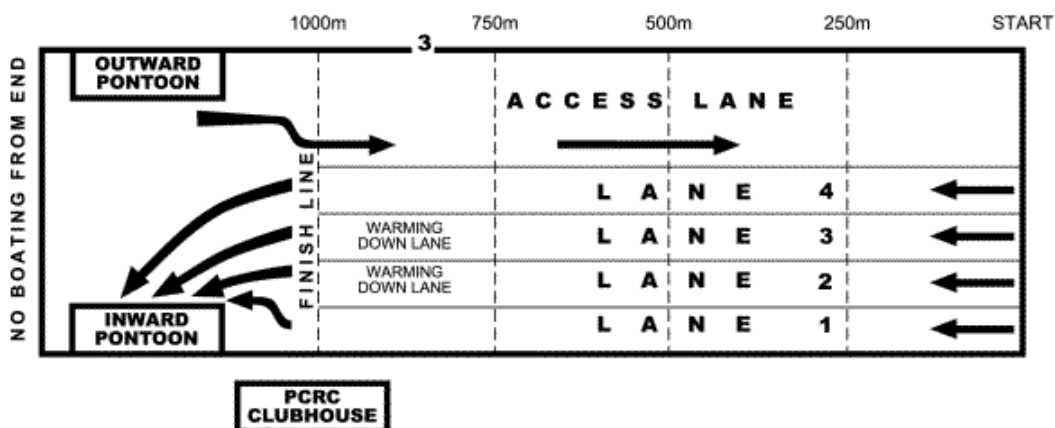 1000m 750m 500m 250m START
3
NO BOATING FROM END
OUTWARD
PONTOON
ACCESS LANE
FINISH LINE
LANE 4
WARMING
DOWN LANE
LANE 3
WARMING
DOWN LANE
LANE 2
LANE 1
INWARD
PONTOON
PCRC
CLUBHOUSE